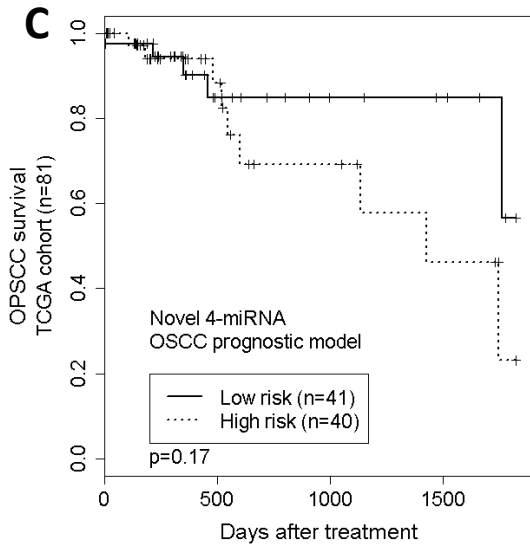 C
OPSCC survival
TCGA cohort (n=81)
1.0
0.8
0.6
0.4
0.2
0.0
Novel 4-miRNA
OSCC prognostic model
Low risk (n=41)
High risk (n=40)
p=0.17
0
500
1000
1500
Days after treatment